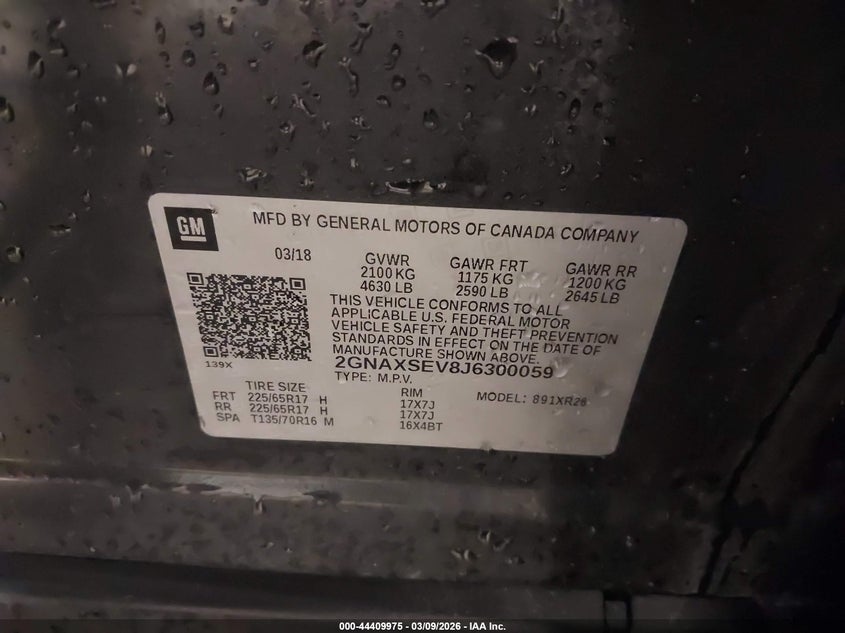 GM
MFD BY GENERAL MOTORS OF CANADA COMPANY
03/18
GVWR GAWR FRT GAWR RR
2100 KG 1175 KG 1200 KG
4630 LB 2590 LB 2645 LB
THIS VEHICLE CONFORMS TO ALL
APPLICABLE U.S. FEDERAL MOTOR
VEHICLE SAFETY AND THEFT PREVENTION
STANDARDS IN EFFECT ON THE DATE OF
MANUFACTURE SHOWN ABOVE.
139X
2GNAXSEV8J6300059
TYPE: M.P.V.
TIRE SIZE RIM MODEL: 891XR26
FRT 225/65R17 H 17X7J
RR 225/65R17 H 17X7J
SPA T135/70R16 M 16X4BT
000-44409975 - 03/09/2026 - IAA Inc.